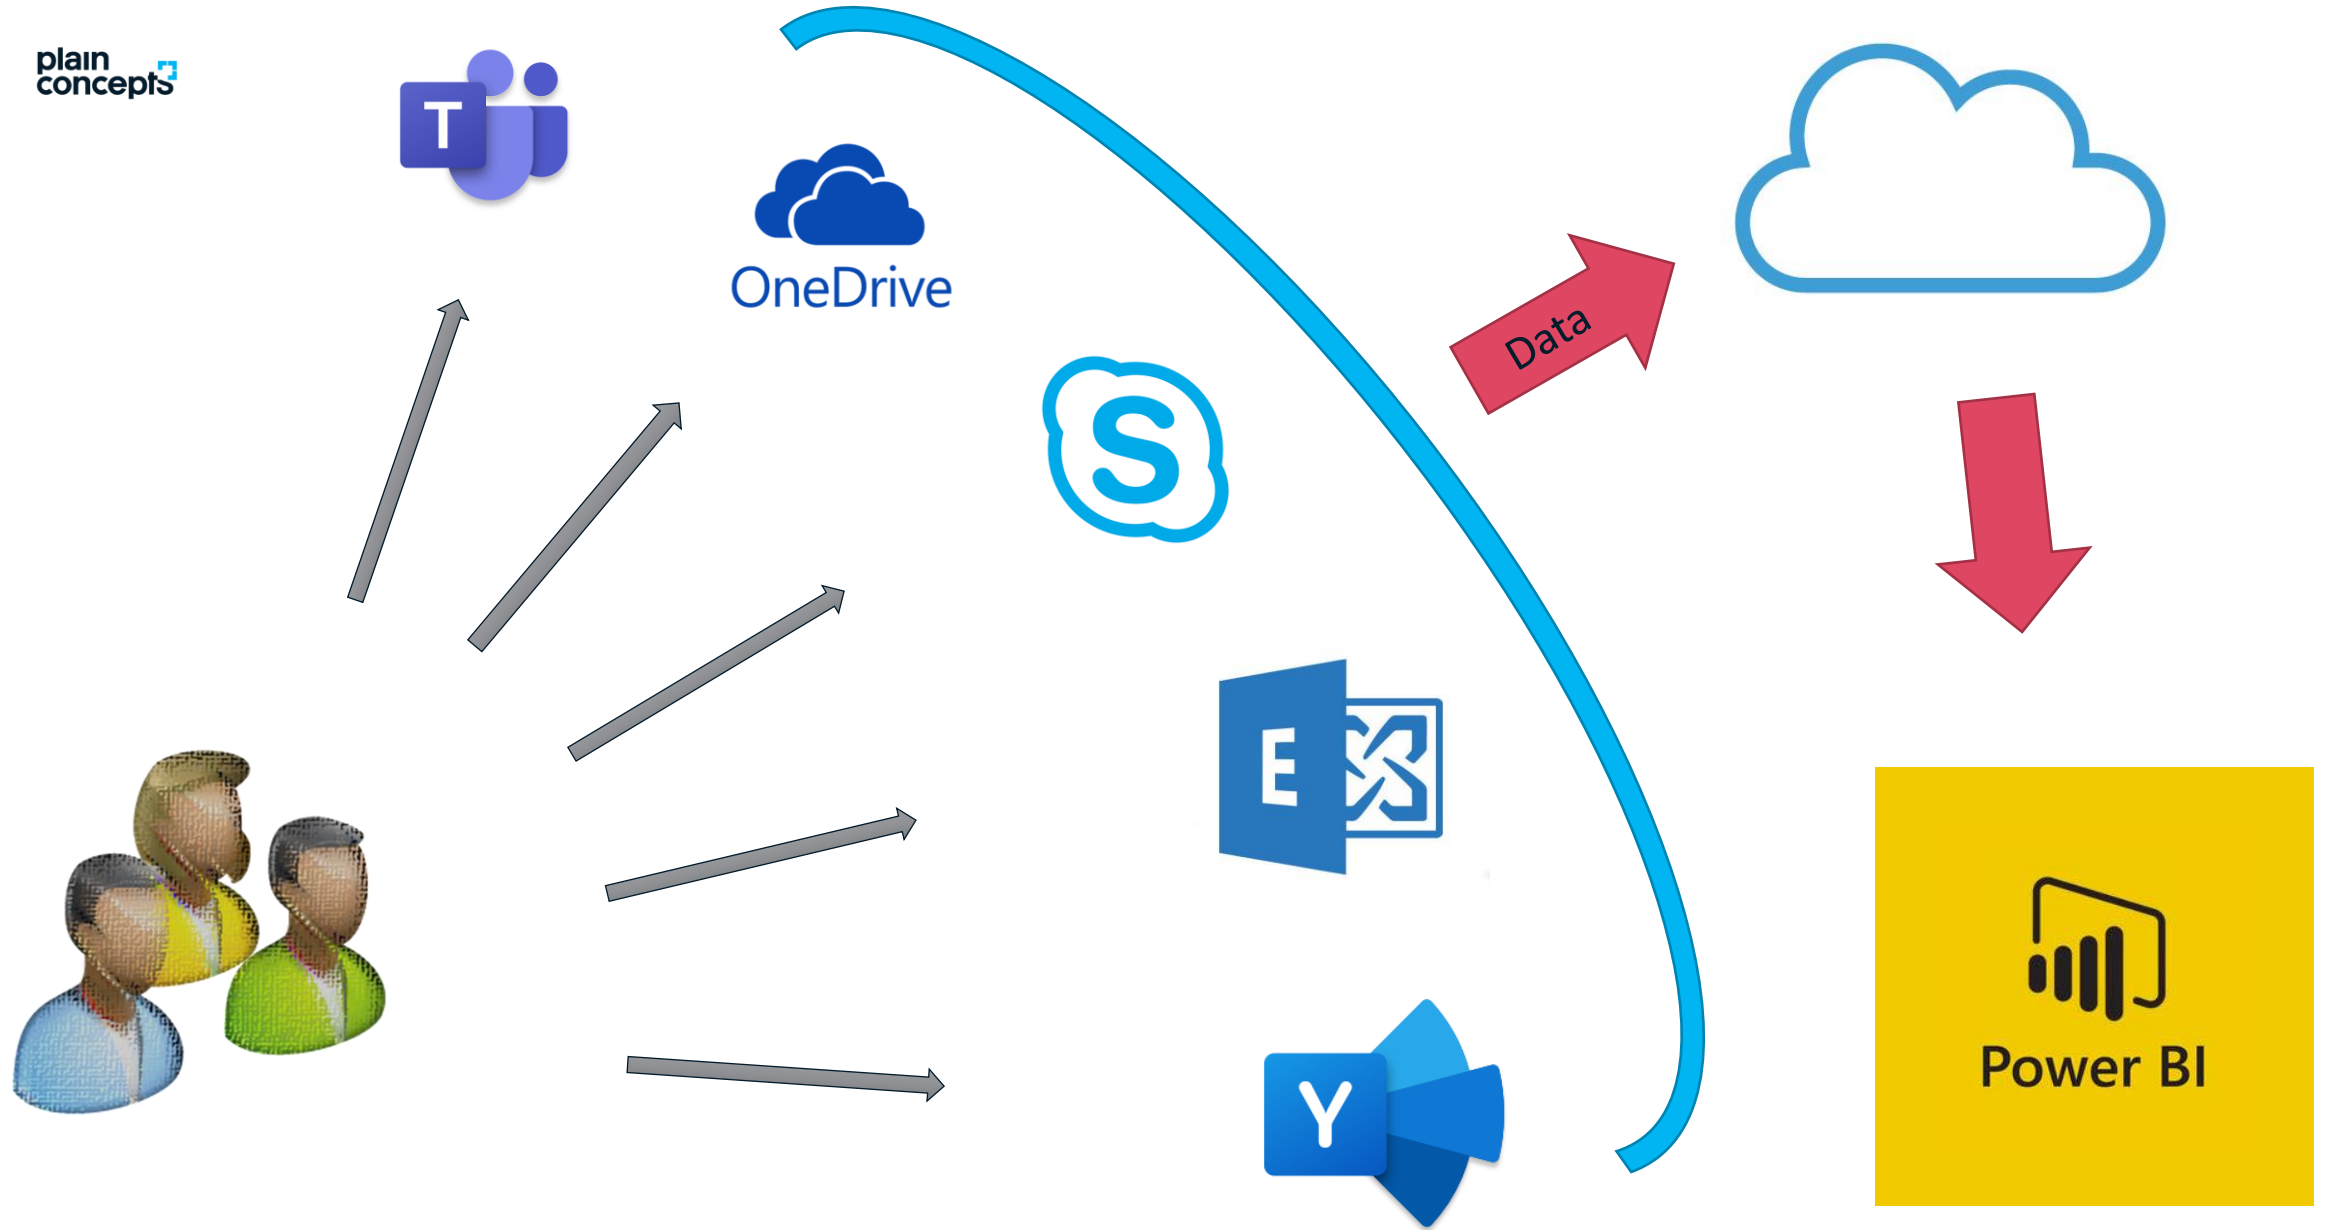 plain
concepts
T
OneDrive
Data
S
E
Y
Power BI